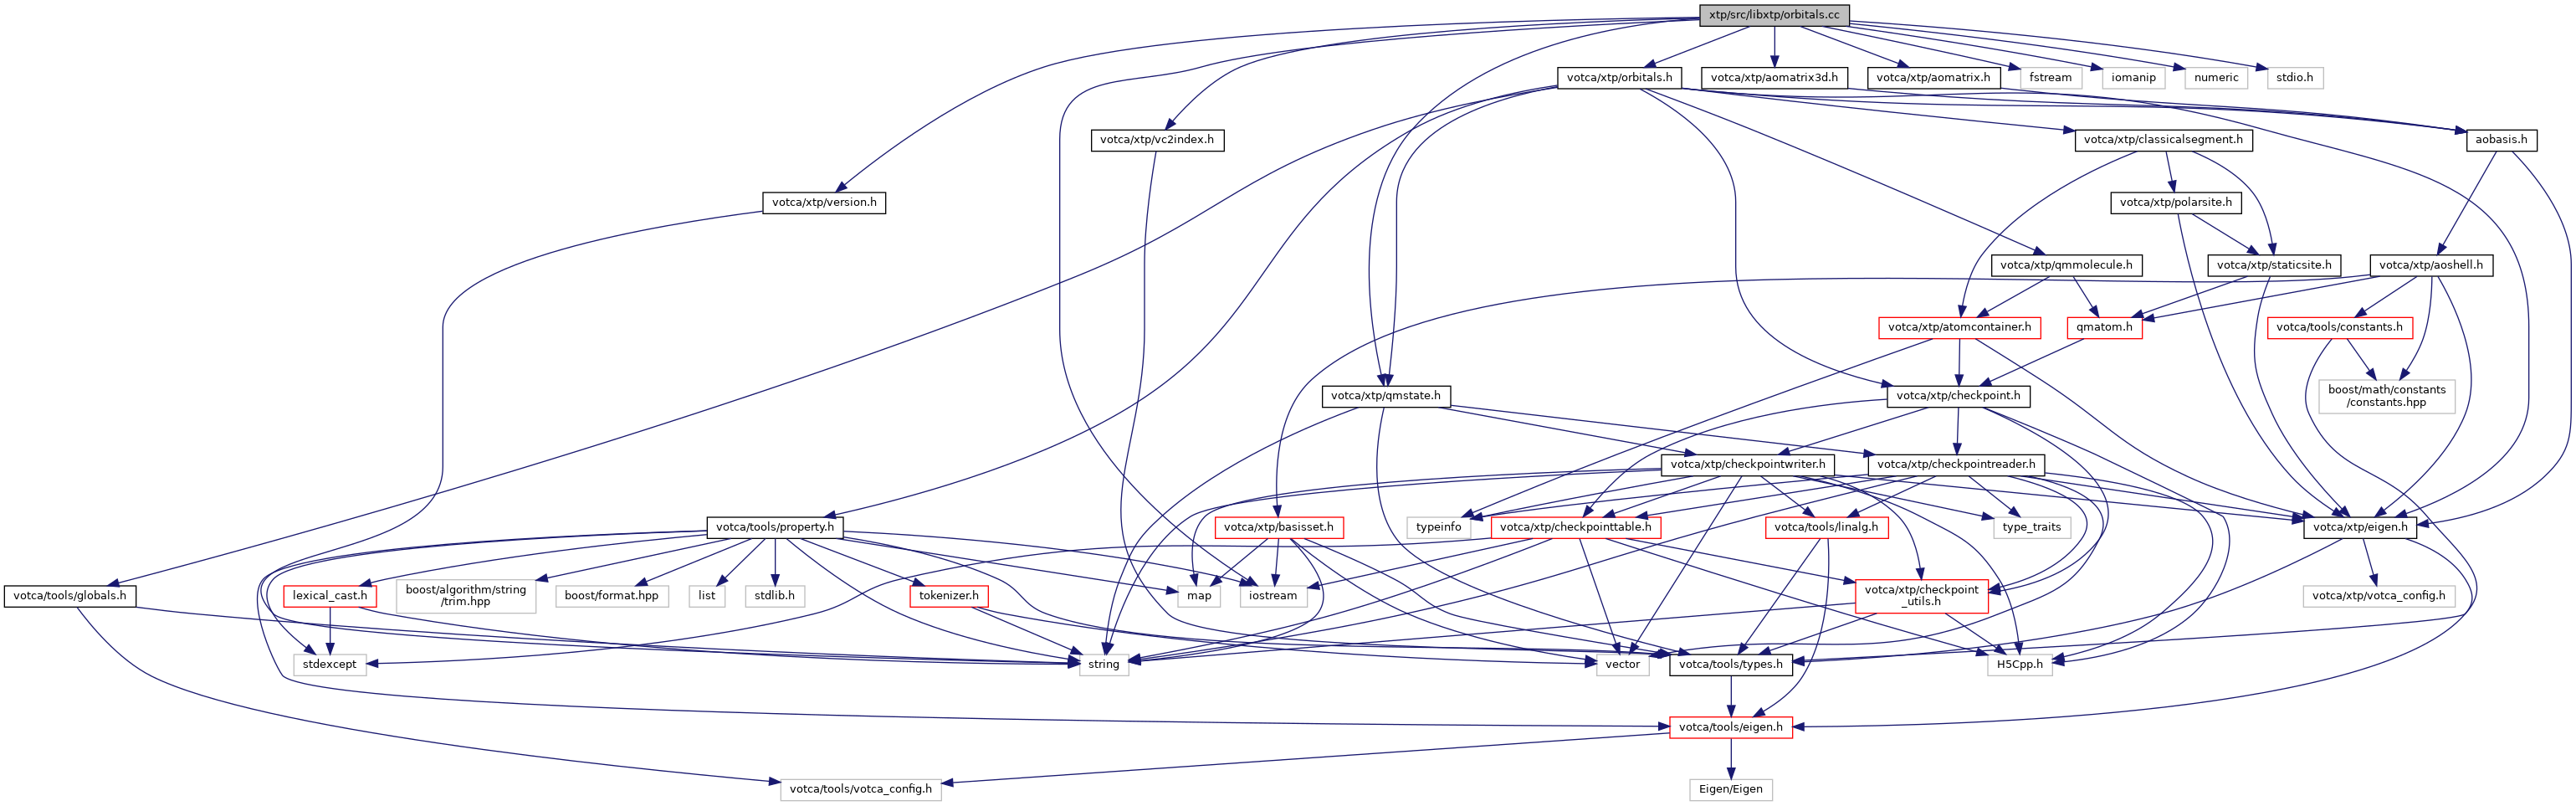 xtp/src/libxtp/orbitals.cc
votca/xtp/orbitals.h
votca/xtp/aomatrix3d.h
votca/xtp/aomatrix.h
fstream
iomanip
numeric
stdio.h
votca/xtp/vc2index.h
votca/xtp/classicalsegment.h
aobasis.h
votca/xtp/version.h
votca/xtp/polarsite.h
votca/xtp/qmmolecule.h
votca/xtp/staticsite.h
votca/xtp/aoshell.h
votca/xtp/atomcontainer.h
qmatom.h
votca/tools/constants.h
votca/xtp/qmstate.h
votca/xtp/checkpoint.h
boost/math/constants
/constants.hpp
votca/xtp/checkpointwriter.h
votca/xtp/checkpointreader.h
votca/tools/property.h
votca/xtp/basisset.h
typeinfo
votca/xtp/checkpointtable.h
votca/tools/linalg.h
type_traits
votca/xtp/eigen.h
votca/tools/globals.h
lexical_cast.h
boost/algorithm/string
/trim.hpp
boost/format.hpp
list
stdlib.h
tokenizer.h
map
iostream
votca/xtp/checkpoint
_utils.h
votca/xtp/votca_config.h
stdexcept
string
vector
votca/tools/types.h
H5Cpp.h
votca/tools/eigen.h
votca/tools/votca_config.h
Eigen/Eigen